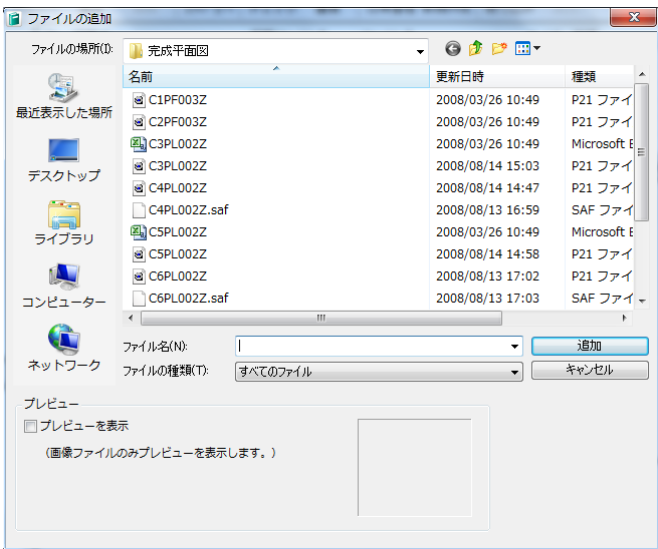 ファイルの追加
ファイルの場所(I):
完成平面図
名前
更新日時
種類
C1PF003Z
2008/03/26 10:49
P21 ファイ
C2PF003Z
2008/03/26 10:49
P21 ファイ
C3PL002Z
2008/03/26 10:49
Microsoft E
C3PL002Z
2008/08/14 15:03
P21 ファイ
C4PL002Z
2008/08/14 14:47
P21 ファイ
C4PL002Z.saf
2008/08/13 16:59
SAF ファイ
C5PL002Z
2008/03/26 10:49
Microsoft E
C5PL002Z
2008/08/14 14:58
P21 ファイ
C6PL002Z
2008/08/13 17:02
P21 ファイ
C6PL002Z.saf
2008/08/13 17:03
SAF ファイ
最近表示した場所
デスクトップ
ライブラリ
コンピューター
ネットワーク
ファイル名(N):
追加
ファイルの種類(T):
すべてのファイル
キャンセル
プレビュー
プレビューを表示
(画像ファイルのみプレビューを表示します。)